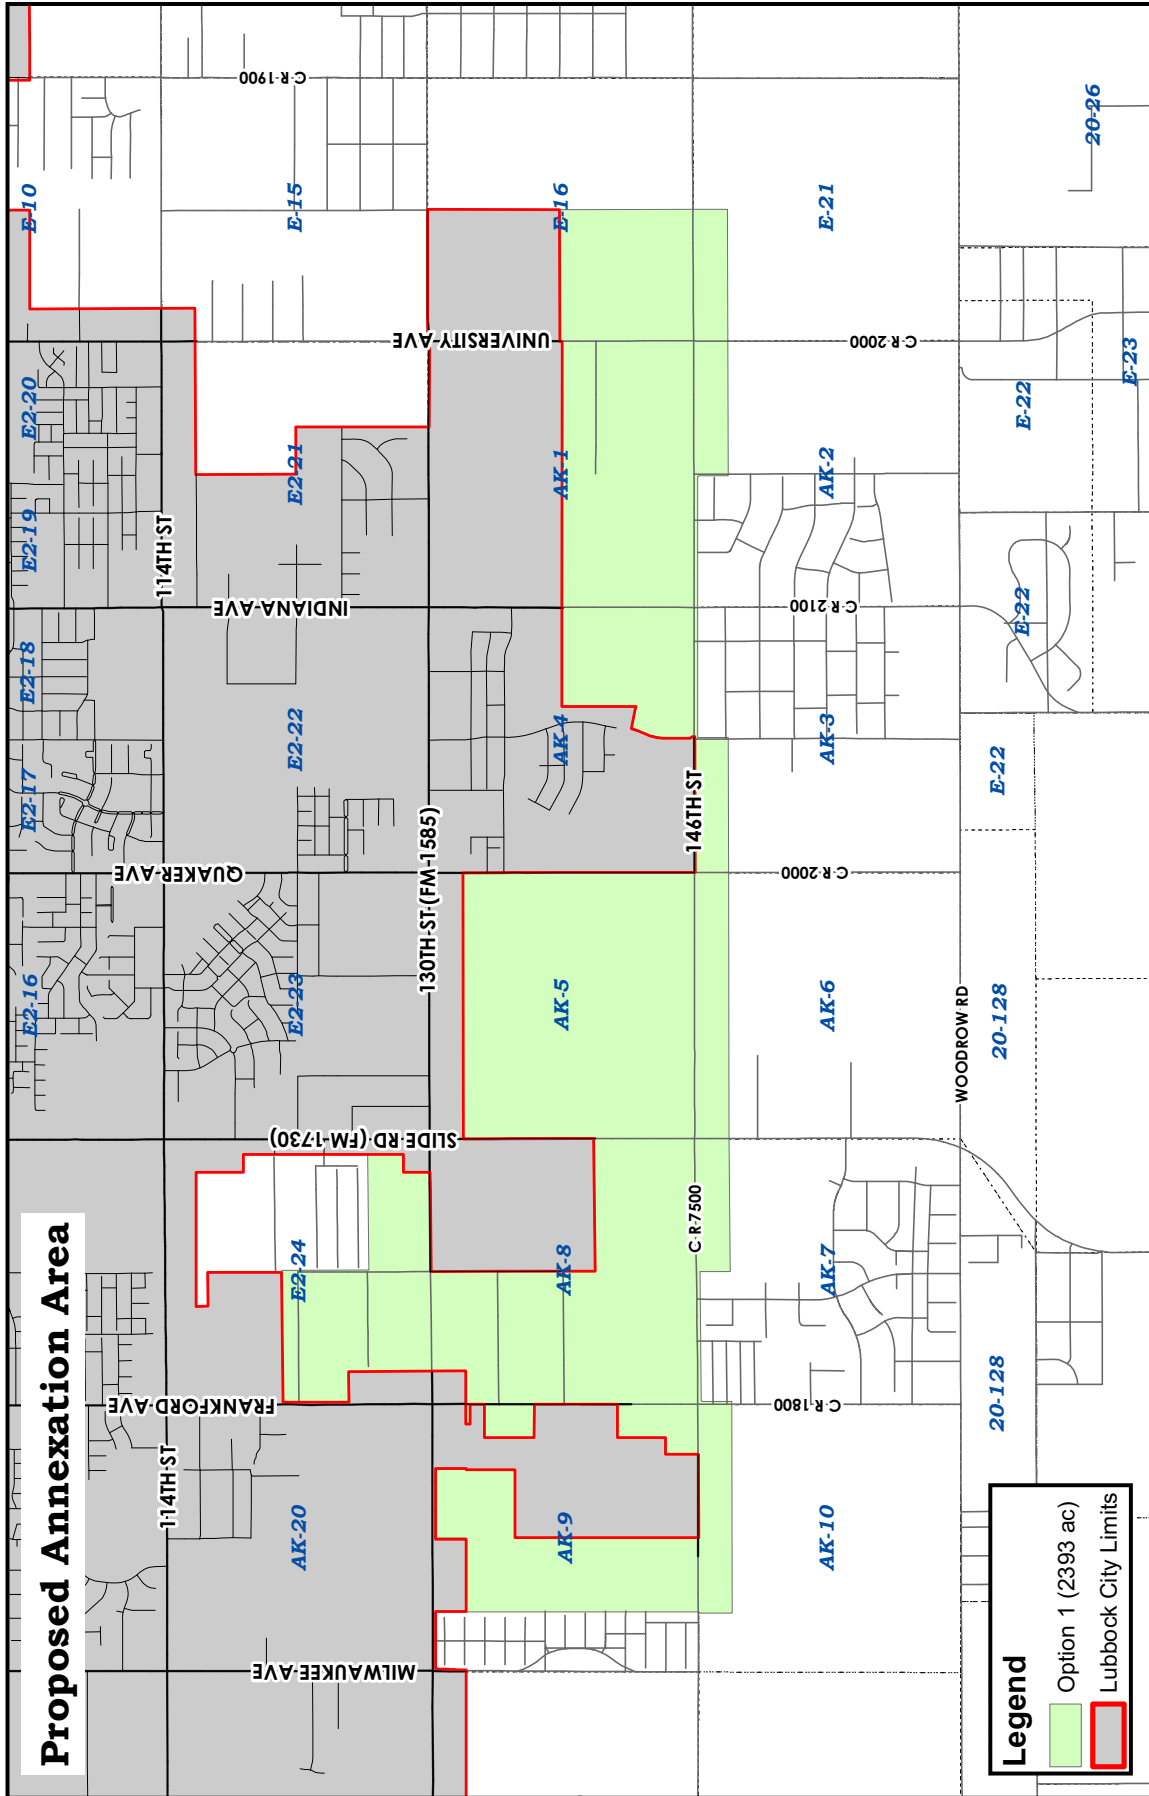 Proposed Annexation Area
E2-16
E2-17
E2-18
E2-19
E2-20
E-10
C R 1900
114TH ST
114TH ST
MILWAUKEE AVE
FRANKFORD AVE
SLIDE RD (FM 1730)
QUAKER AVE
INDIANA AVE
UNIVERSITY AVE
AK-20
E2-24
E2-23
E2-22
E2-21
E-15
130TH ST (FM 1585)
AK-9
AK-8
AK-5
AK-4
AK-1
E-16
C R 7500
146TH ST
C R 1800
C R 2000
C R 2100
C R 2000
AK-10
AK-7
AK-6
AK-3
AK-2
E-21
WOODROW RD
20-128
20-128
E-22
E-22
E-22
E-23
20-26
Legend
Option 1 (2393 ac)
Lubbock City Limits